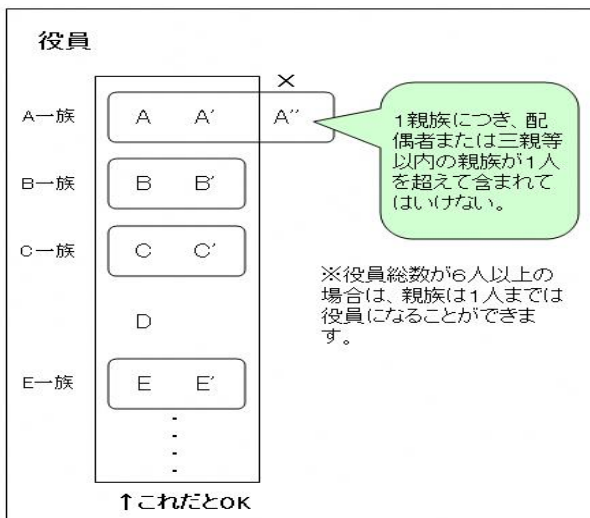 役員
×
A一族 A A′ A′′
B一族 B B′
C一族 C C′
D
E一族 E E′
1親族につき、配
偶者または三親等
以内の親族が1人
を超えて含まれて
はいけない。
※役員総数が6人以上の
場合は、親族は1人までは
役員になることができま
す。
↑これだとOK